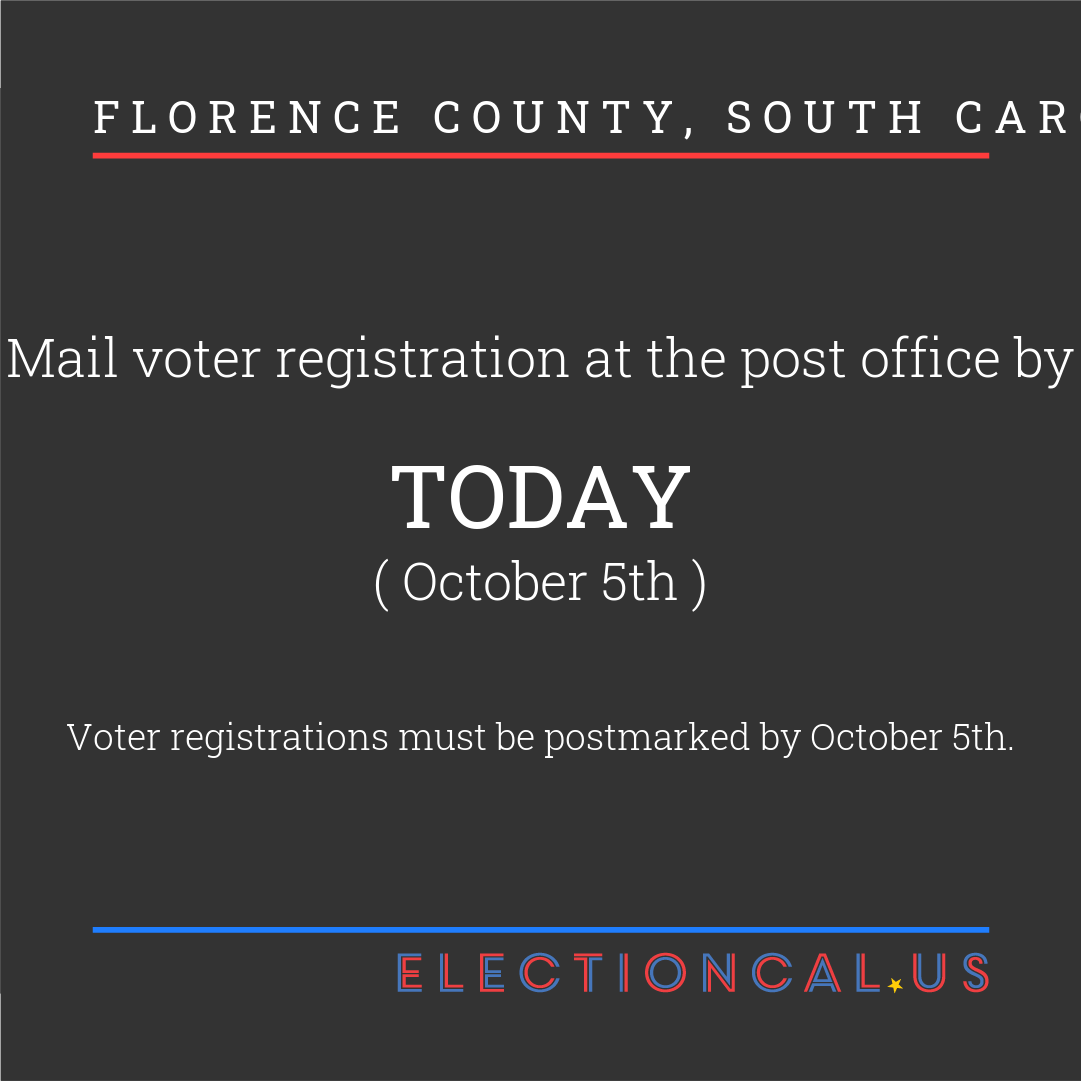 FLORENCE COUNTY, SOUTH CAR
Mail voter registration at the post office by
TODAY
( October 5th )
Voter registrations must be postmarked by October 5th.
ELECTIONCAL.US